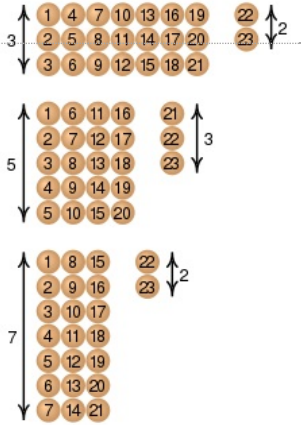 1 4 7 10 13 16 19 22
3 2 5 8 11 14 17 20 23 2
3 6 9 12 15 18 21
1 6 11 16 21
2 7 12 17 22 3
5 3 8 13 18 23
4 9 14 19
5 10 15 20
1 8 15 22
2 9 16 23 2
3 10 17
7 4 11 18
5 12 19
6 13 20
7 14 21